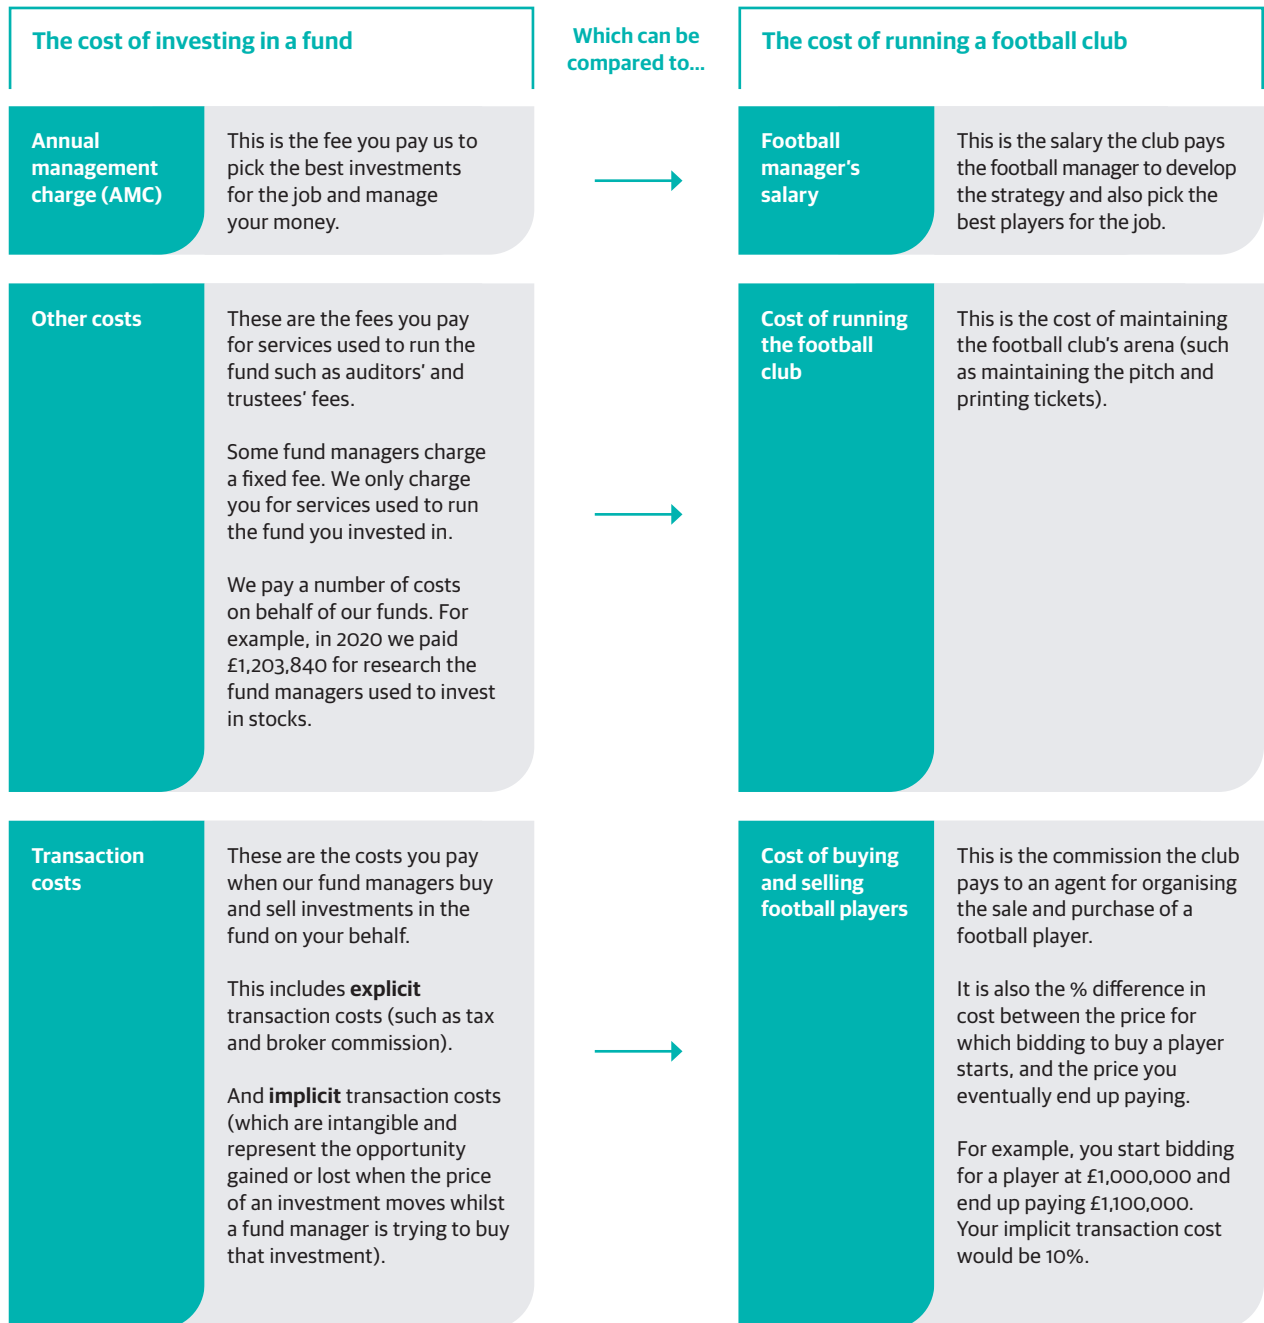 The cost of investing in a fund
Which can be
compared to...
The cost of running a football club
Annual
management
charge (AMC)
This is the fee you pay us to
pick the best investments
for the job and manage
your money.
Football
manager's
salary
This is the salary the club pays
the football manager to develop
the strategy and also pick the
best players for the job.
Other costs
These are the fees you pay
for services used to run the
fund such as auditors' and
trustees' fees.
Some fund managers charge
a fixed fee. We only charge
you for services used to run
the fund you invested in.
We pay a number of costs
on behalf of our funds. For
example, in 2020 we paid
£1,203,840 for research the
fund managers used to invest
in stocks.
Cost of running
the football
club
This is the cost of maintaining
the football club's arena (such
as maintaining the pitch and
printing tickets).
Transaction
costs
These are the costs you pay
when our fund managers buy
and sell investments in the
fund on your behalf.
This includes explicit
transaction costs (such as tax
and broker commission).
And implicit transaction costs
(which are intangible and
represent the opportunity
gained or lost when the price
of an investment moves whilst
a fund manager is trying to buy
that investment).
Cost of buying
and selling
football players
This is the commission the club
pays to an agent for organising
the sale and purchase of a
football player.
It is also the % difference in
cost between the price for
which bidding to buy a player
starts, and the price you
eventually end up paying.
For example, you start bidding
for a player at £1,000,000 and
end up paying £1,100,000.
Your implicit transaction cost
would be 10%.